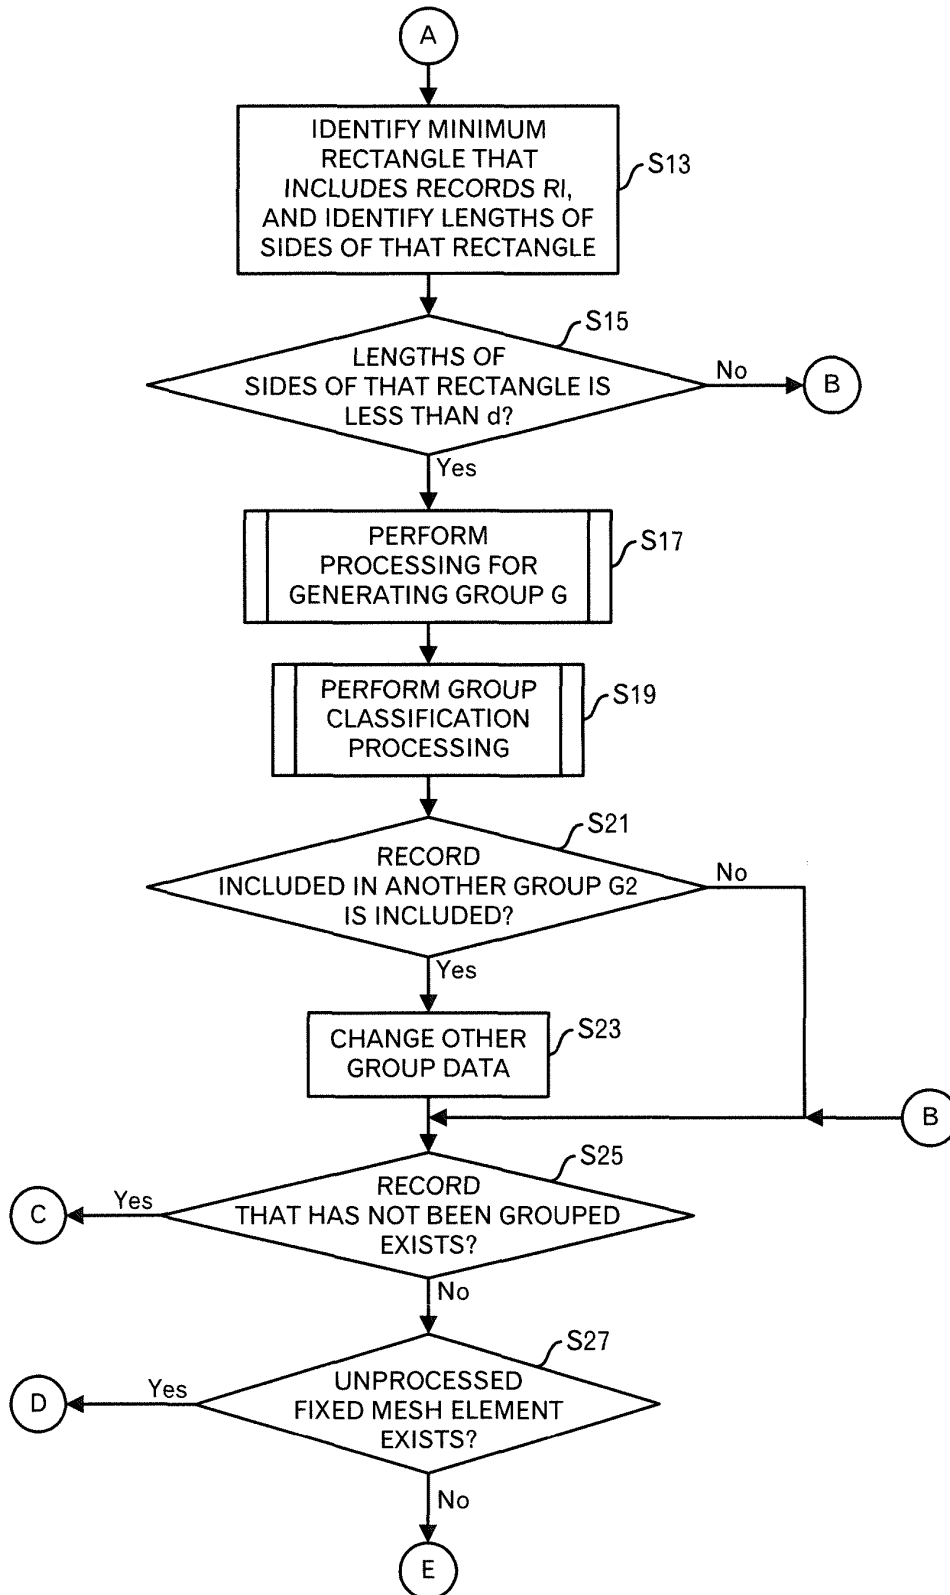 A
IDENTIFY MINIMUM
RECTANGLE THAT
INCLUDES RECORDS RI,
AND IDENTIFY LENGTHS OF
SIDES OF THAT RECTANGLE
S13
S15
LENGTHS OF
SIDES OF THAT RECTANGLE IS
LESS THAN d?
No
B
Yes
PERFORM
PROCESSING FOR
GENERATING GROUP G
S17
PERFORM GROUP
CLASSIFICATION
PROCESSING
S19
S21
RECORD
INCLUDED IN ANOTHER GROUP G2
IS INCLUDED?
No
Yes
CHANGE OTHER
GROUP DATA
S23
B
S25
RECORD
THAT HAS NOT BEEN GROUPED
EXISTS?
Yes
C
No
S27
UNPROCESSED
FIXED MESH ELEMENT
EXISTS?
Yes
D
No
E